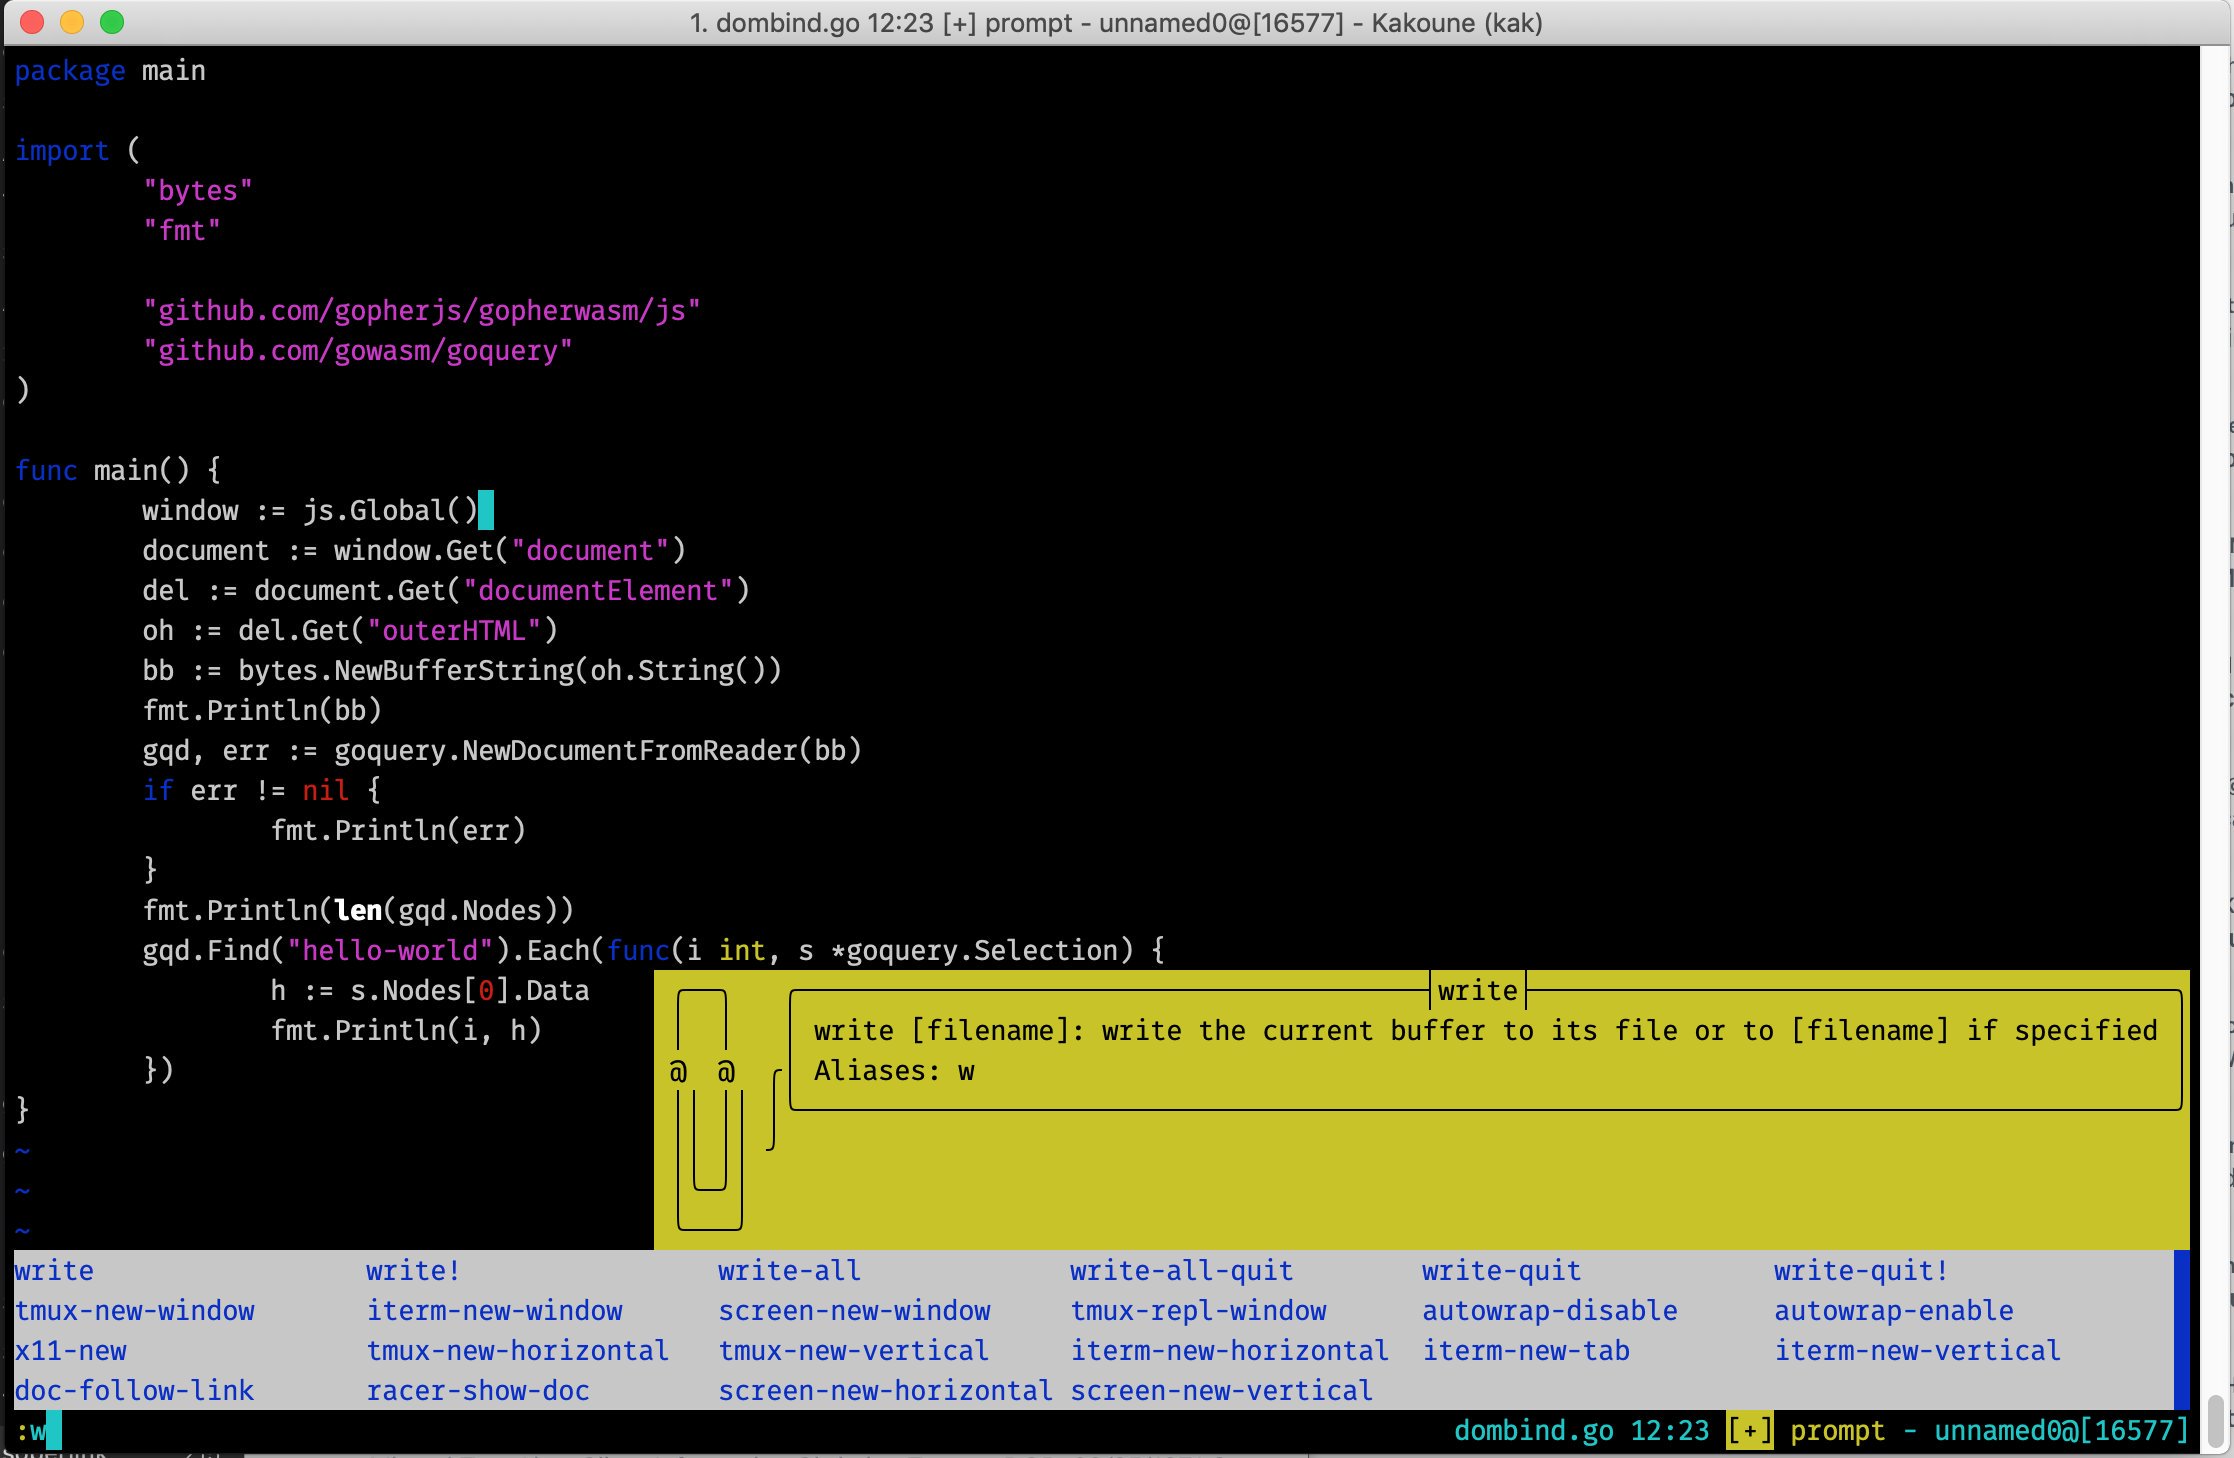 1. dombind.go 12:23 [+] prompt - unnamed0@[16577] - Kakoune (kak)
package main
import (
"bytes"
"fmt"
"github.com/gopherjs/gopherwasm/js"
"github.com/gowasm/goquery"
)
func main() {
window := js.Global()
document := window.Get("document")
del := document.Get("documentElement")
oh := del.Get("outerHTML")
bb := bytes.NewBufferString(oh.String())
fmt.Println(bb)
gqd, err := goquery.NewDocumentFromReader(bb)
if err != nil {
fmt.Println(err)
}
fmt.Println(len(gqd.Nodes))
gqd.Find("hello-world").Each(func(i int, s *goquery.Selection) {
h := s.Nodes[0].Data
fmt.Println(i, h)
})
}
~
~
~
write
write [filename]: write the current buffer to its file or to [filename] if specified
@ @ Aliases: w
write write! write-all write-all-quit write-quit write-quit!
tmux-new-window iterm-new-window screen-new-window tmux-repl-window autowrap-disable autowrap-enable
x11-new tmux-new-horizontal tmux-new-vertical iterm-new-horizontal iterm-new-tab iterm-new-vertical
doc-follow-link racer-show-doc screen-new-horizontal screen-new-vertical
:w dombind.go 12:23 [+] prompt - unnamed0@[16577]